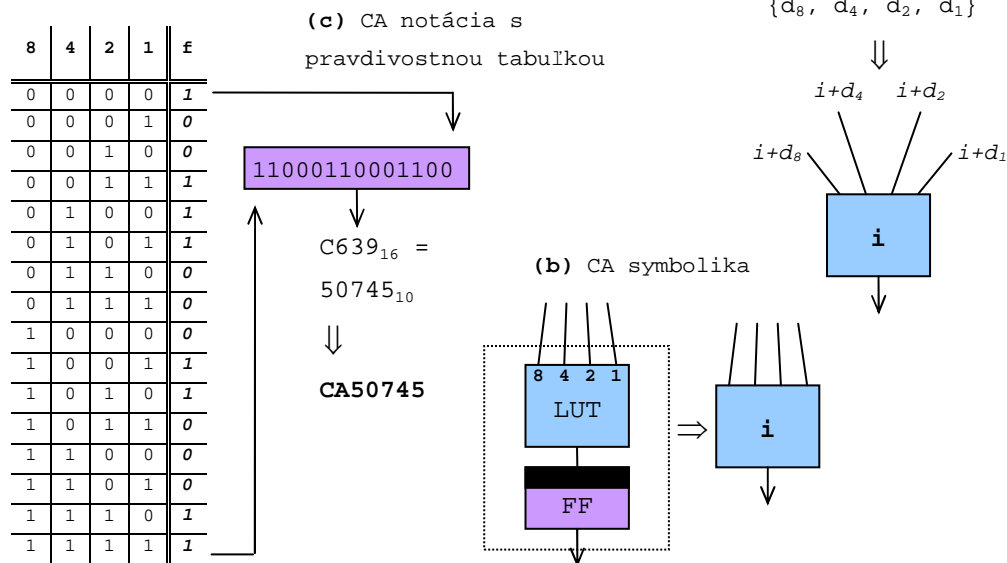 (c) CA notácia s
pravdivostnou tabuľkou
8 4 2 1 f
0 0 0 0 1
0 0 0 1 0
0 0 1 0 0
0 0 1 1 1
0 1 0 0 1
0 1 0 1 1
0 1 1 0 0
0 1 1 1 0
1 0 0 0 0
1 0 0 1 1
1 0 1 0 1
1 0 1 1 0
1 1 0 0 0
1 1 0 1 0
1 1 1 0 1
1 1 1 1 1
11000110001100
C639₁₆ =
50745₁₀
⇓
CA50745
{d₈, d₄, d₂, d₁}
⇓
i+d₄ i+d₂
i+d₈ i+d₁
i
(b) CA symbolika
8 4 2 1
LUT
⇒
i
FF